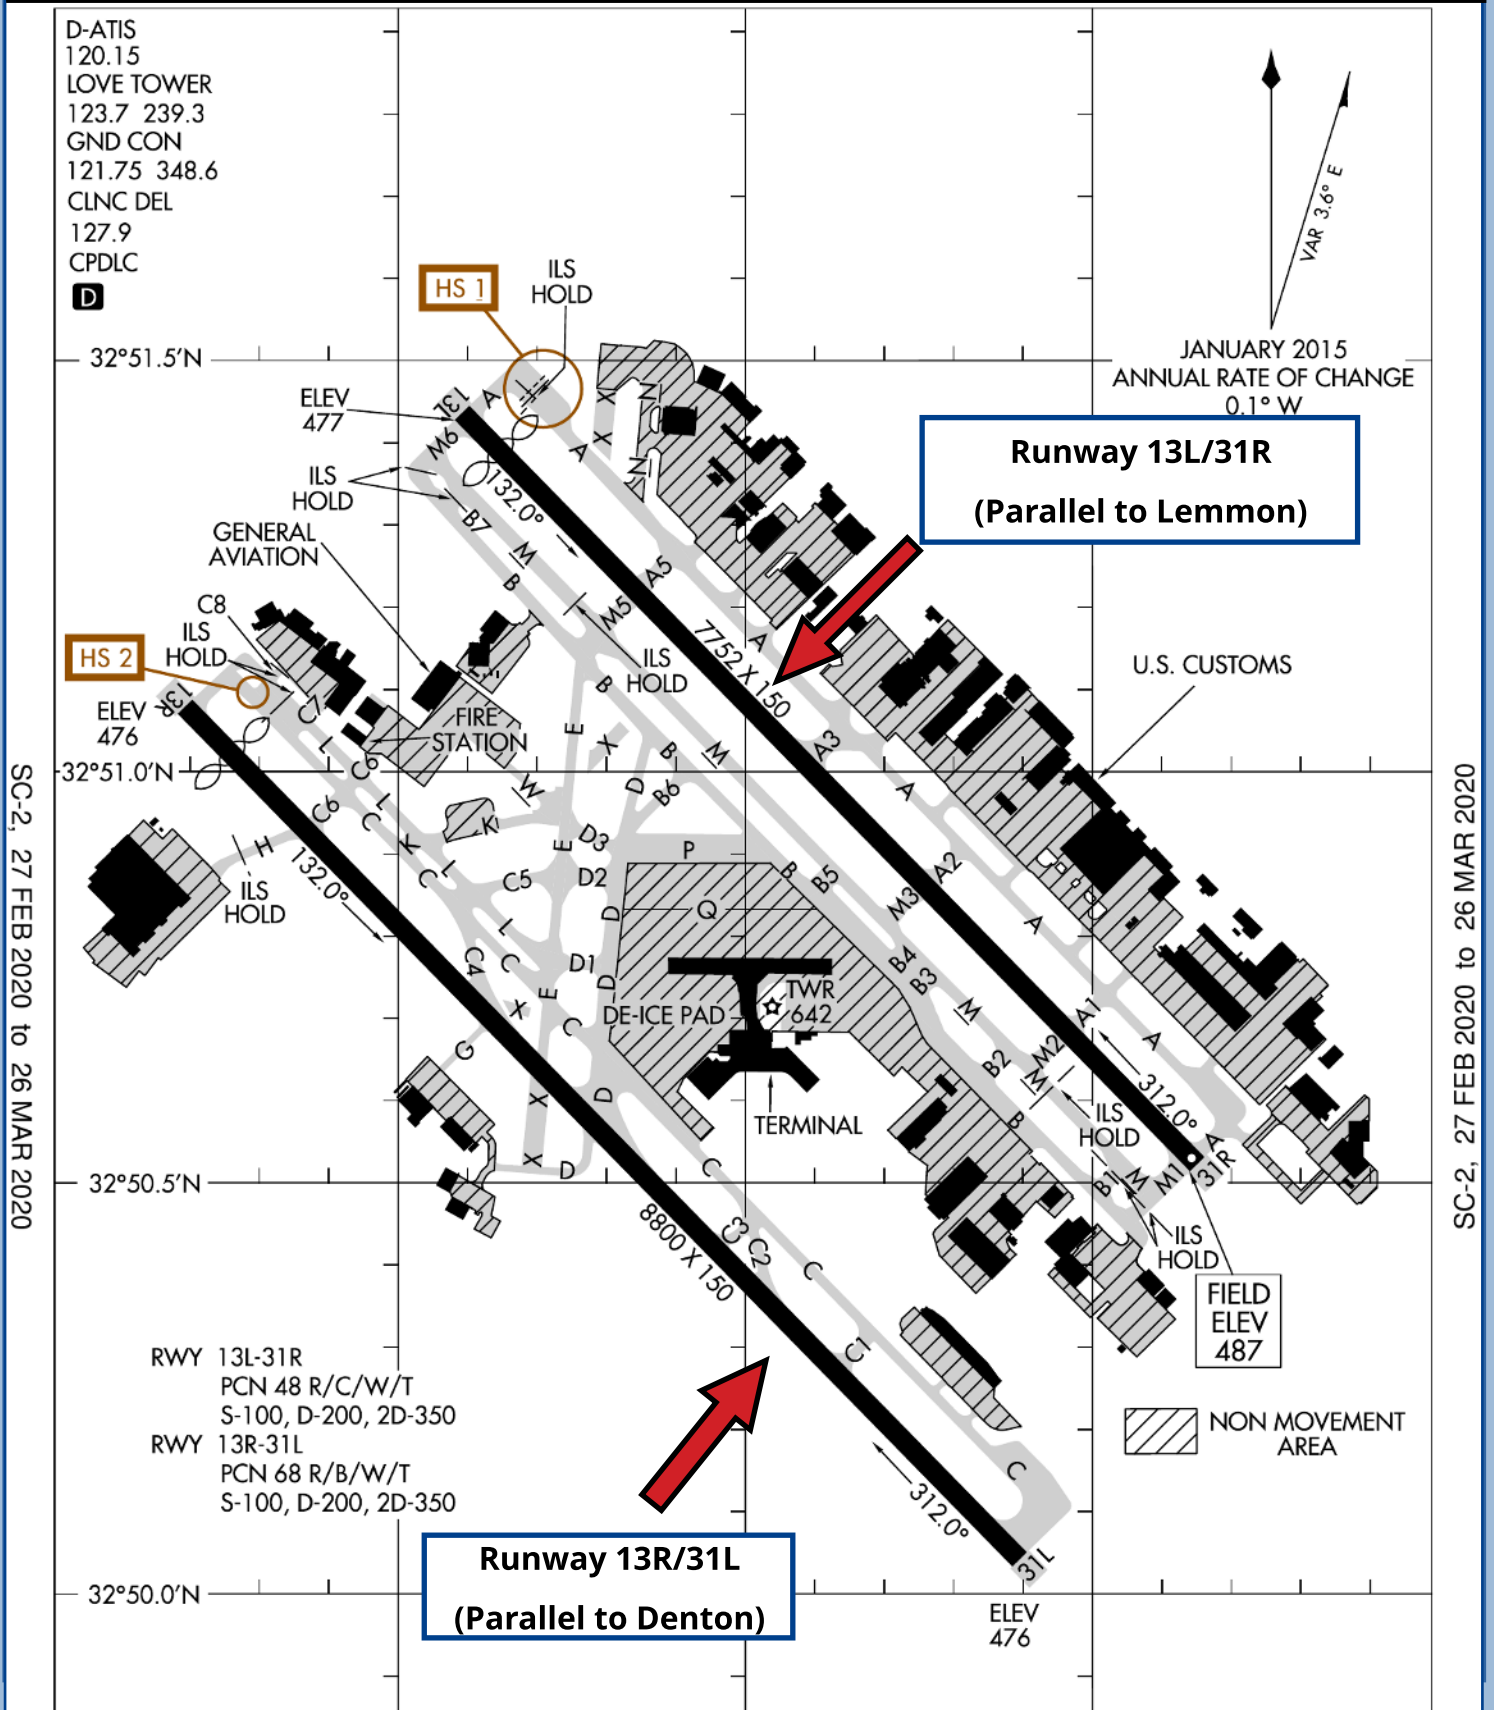 D-ATIS
120.15
LOVE TOWER
123.7 239.3
GND CON
121.75 348.6
CLNC DEL
127.9
CPDLC
D
VAR 3.6° E
JANUARY 2015
ANNUAL RATE OF CHANGE
0.1° W
HS 1
ILS
HOLD
32°51.5'N
ELEV
477
13L
A
M6
ILS
HOLD
132.0°
B7
M
B
A
X
X
N
N
Runway 13L/31R
(Parallel to Lemmon)
GENERAL
AVIATION
C8
ILS
HOLD
HS 2
13R
ELEV
476
C7
L
C6
FIRE
STATION
A5
M5
ILS
HOLD
A
7752 X 150
U.S. CUSTOMS
B
E
X
B
M
D
B6
A3
A
32°51.0'N
W
C6
L
C
K
K
L
C
H
ILS
HOLD
132.0°
E
D3
P
C5
D2
B
B5
D
Q
M3
A2
A
L
C
C4
D1
D
E
X
C
B4
B3
M
TWR
642
DE-ICE PAD
G
A1
A
M2
B2
M
X
D
TERMINAL
B
ILS
HOLD
312.0°
A
31R
M1
M
B1
X
D
32°50.5'N
C
8800 X 150
C3
C2
C
ILS
HOLD
FIELD
ELEV
487
C1
RWY 13L-31R
PCN 48 R/C/W/T
S-100, D-200, 2D-350
RWY 13R-31L
PCN 68 R/B/W/T
S-100, D-200, 2D-350
NON MOVEMENT
AREA
C
312.0°
31L
Runway 13R/31L
(Parallel to Denton)
32°50.0'N
ELEV
476
SC-2, 27 FEB 2020 to 26 MAR 2020
SC-2, 27 FEB 2020 to 26 MAR 2020